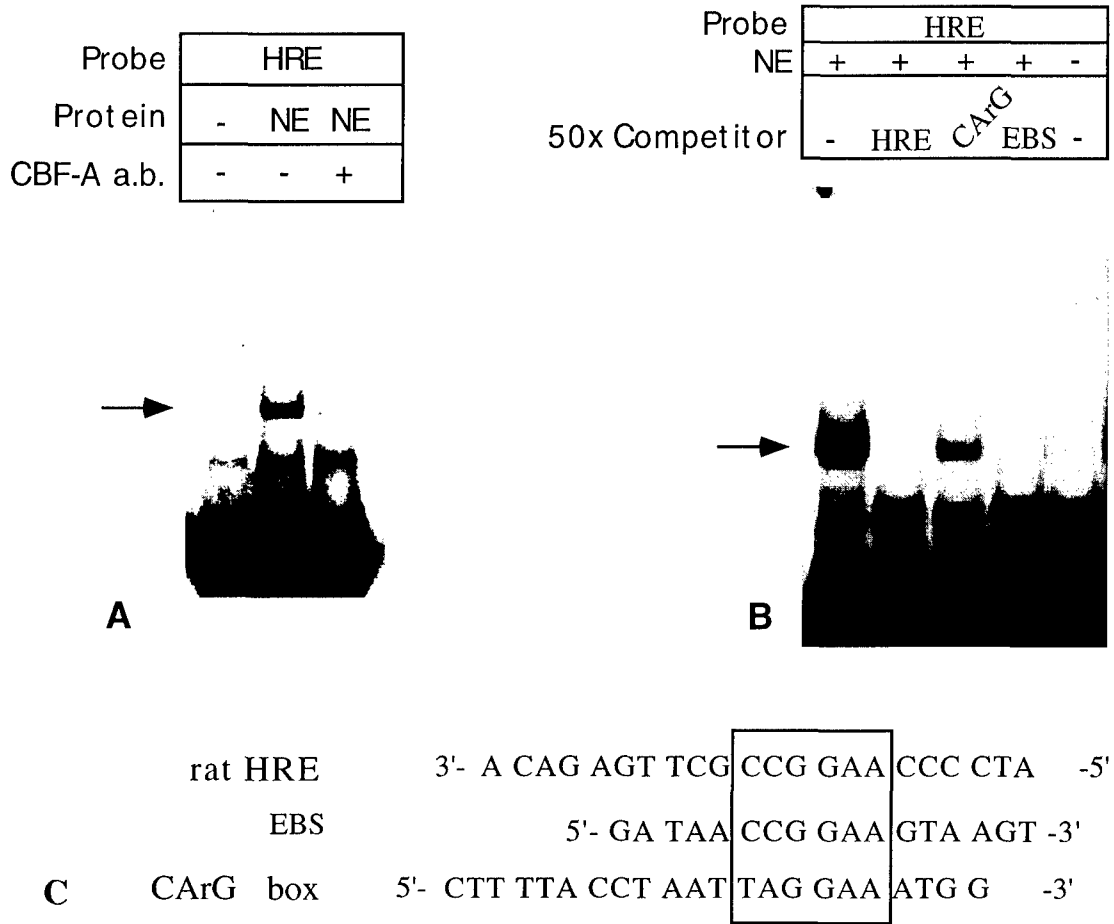 Probe HRE
Protein - NE NE
CBF-A a.b. - - +
A
Probe HRE
NE + + + + -
50x Competitor - HRE CArG EBS -
B
rat HRE 3'- A CAG AGT TCG CCG GAA CCC CTA -5'
EBS 5'- GA TAA CCG GAA GTA AGT -3'
C CArG box 5'- CTT TTA CCT AAT TAG GAA ATG G -3'